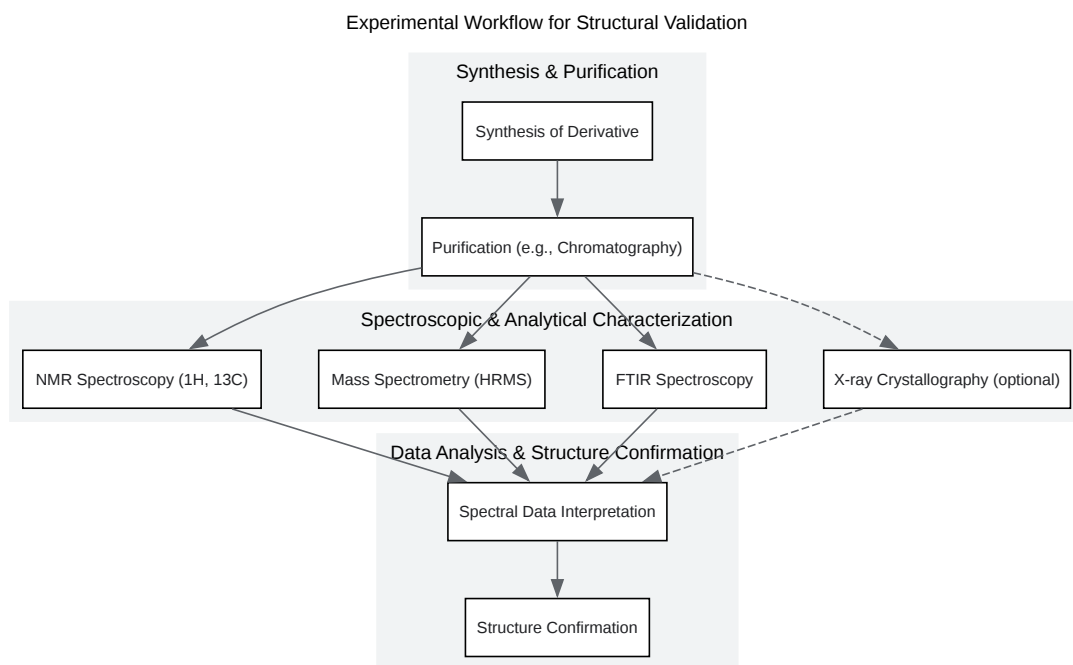 Experimental Workflow for Structural Validation
Synthesis & Purification
Synthesis of Derivative
Purification (e.g., Chromatography)
Spectroscopic & Analytical Characterization
NMR Spectroscopy (1H, 13C)
Mass Spectrometry (HRMS)
FTIR Spectroscopy
X-ray Crystallography (optional)
Data Analysis & Structure Confirmation
Spectral Data Interpretation
Structure Confirmation